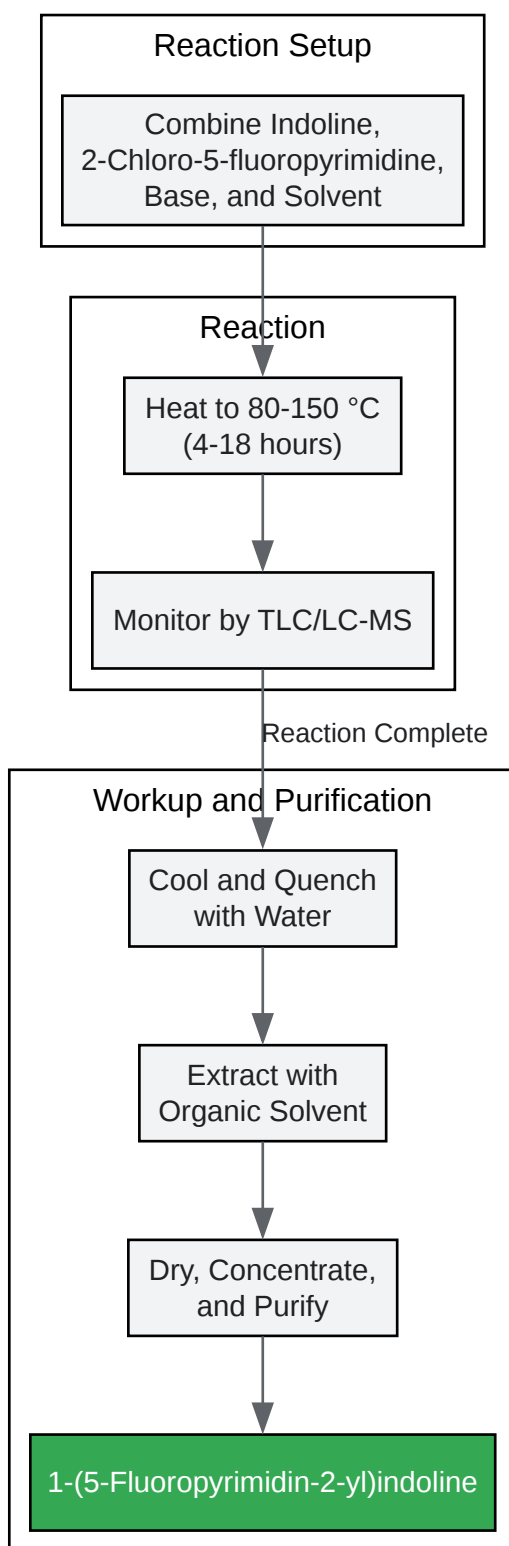 Reaction Setup
Combine Indoline,
2-Chloro-5-fluoropyrimidine,
Base, and Solvent
Reaction
Heat to 80-150 °C
(4-18 hours)
Monitor by TLC/LC-MS
Reaction Complete
Workup and Purification
Cool and Quench
with Water
Extract with
Organic Solvent
Dry, Concentrate,
and Purify
1-(5-Fluoropyrimidin-2-yl)indoline